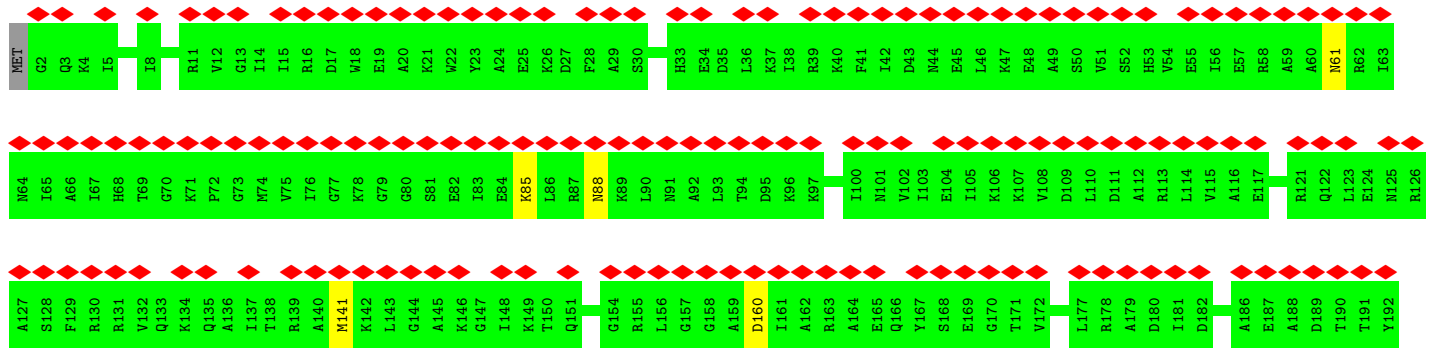 MET G2 Q3 K4 I5 I8 R11 V12 G13 I14 I15 R16 D17 W18 E19 A20 K21 W22 Y23 A24 E25 K26 D27 F28 A29 S30 H33 E34 D35 L36 K37 I38 R39 K40 F41 I42 D43 N44 E45 L46 K47 E48 A49 S50 V51 S52 H53 V54 E55 I56 E57 R58 A59 A60 N61 R62 I63
N64 I65 A66 I67 H68 T69 G70 K71 P72 G73 M74 V75 I76 G77 K78 G79 G80 S81 E82 I83 E84 K85 L86 R87 N88 K89 L90 N91 A92 L93 T94 D95 K96 K97 I100 N101 V102 I103 E104 I105 K106 K107 V108 D109 L110 D111 A112 R113 L114 V115 A116 E117 R121 Q122 L123 E124 N125 R126
A127 S128 F129 R130 R131 V132 Q133 K134 Q135 A136 I137 T138 R139 A140 M141 K142 L143 G144 A145 K146 G147 I148 K149 T150 Q151 G154 R155 L156 G157 G158 A159 D160 I161 A162 R163 A164 E165 Q166 Y167 S168 E169 G170 T171 V172 L177 R178 A179 D180 I181 D182 A186 E187 A188 D189 T190 T191 Y192